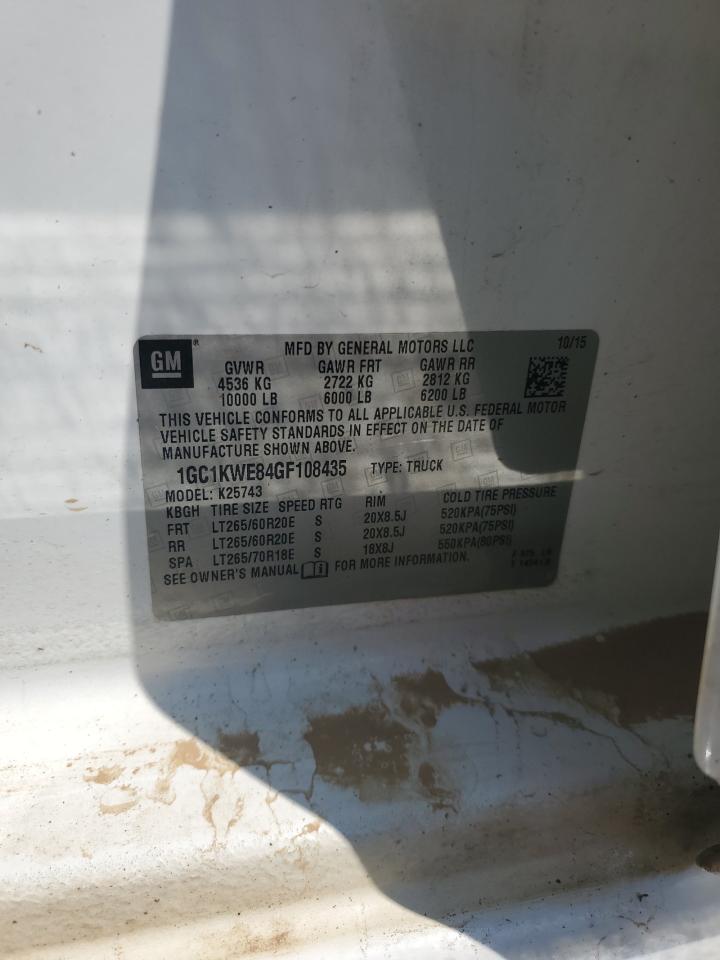 GM ® MFD BY GENERAL MOTORS LLC 10/15
GVWR GAWR FRT GAWR RR
4536 KG 2722 KG 2812 KG
10000 LB 6000 LB 6200 LB
THIS VEHICLE CONFORMS TO ALL APPLICABLE U.S. FEDERAL MOTOR
VEHICLE SAFETY STANDARDS IN EFFECT ON THE DATE OF
MANUFACTURE SHOWN ABOVE.
1GC1KWE84GF108435 TYPE: TRUCK
MODEL: K25743
KBGH TIRE SIZE SPEED RTG RIM COLD TIRE PRESSURE
FRT LT265/60R20E S 20X8.5J 520KPA(75PSI)
RR LT265/60R20E S 20X8.5J 520KPA(75PSI)
SPA LT265/70R18E S 18X8J 550KPA(80PSI)
SEE OWNER'S MANUAL FOR MORE INFORMATION.